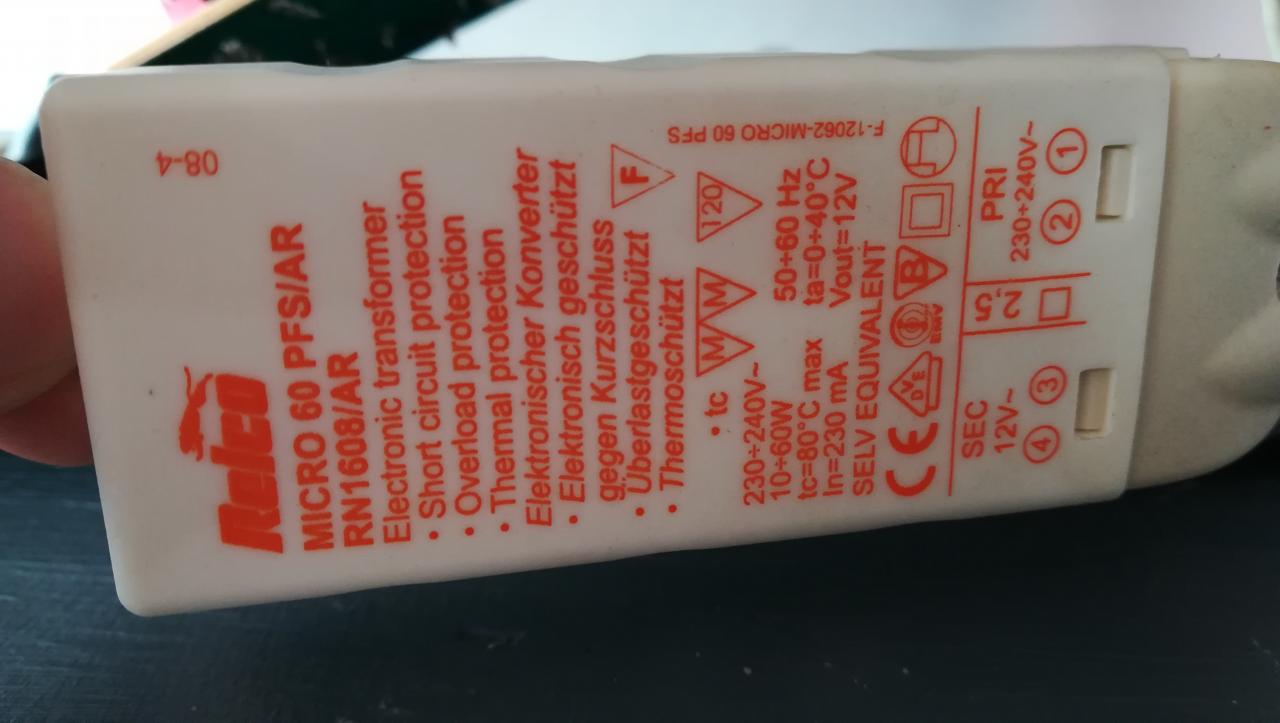 Relco
MICRO 60 PFS/AR
RN1608/AR
Electronic transformer
• Short circuit protection
• Overload protection
• Thermal protection
Elektronischer Konverter
• Elektronisch geschützt
gegen Kurzschluss
• Überlastgeschützt
• Thermoschützt
F
• tc
M M 120
230÷240V~ 50÷60 Hz
10÷60W
tc=80°C max ta=0÷40°C
In=230 mA Vout=12V
SELV EQUIVALENT
CE
VE
EMV
B
SEC
12V~
4 3
2,5
PRI
230÷240V~
2 1
F-12062-MICRO 60 PFS
08-4